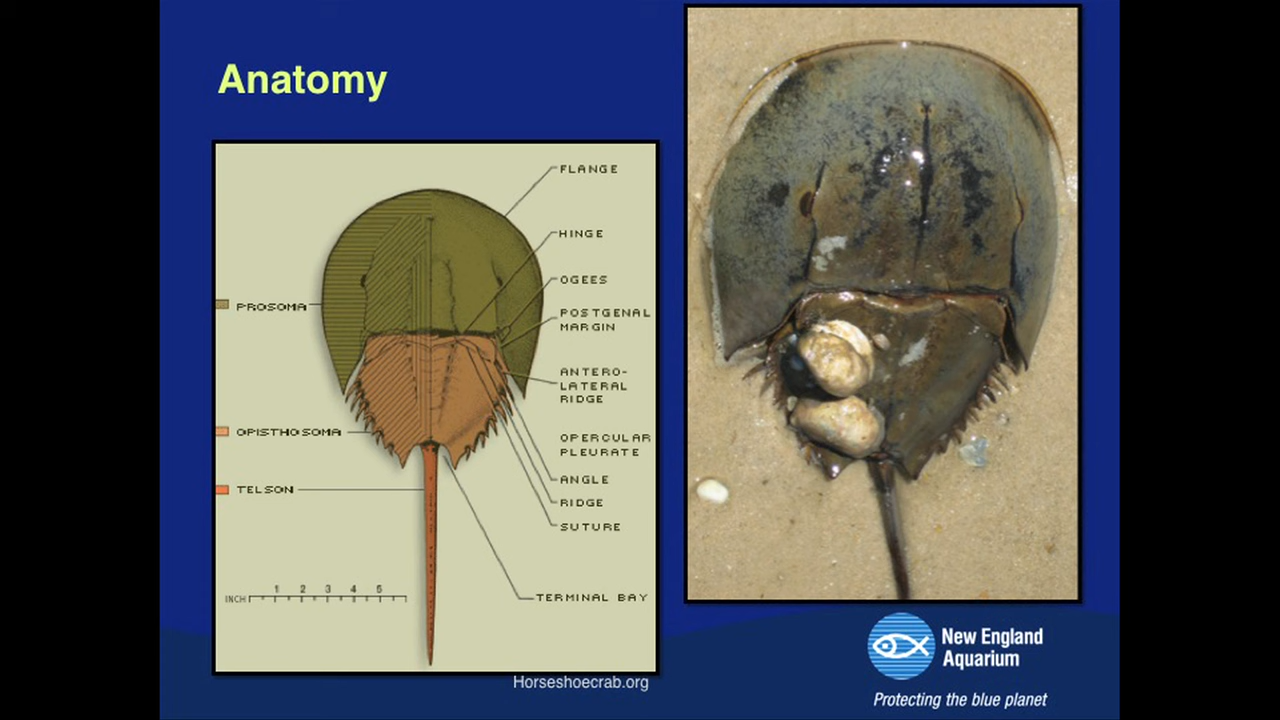 Anatomy
FLANGE
HINGE
OGEES
POSTGENAL
MARGIN
PROSOMA
ANTERO-
LATERAL
RIDGE
OPISTHOSOMA
OPERCULAR
PLEURATE
ANGLE
TELSON
RIDGE
SUTURE
1 2 3 4 5
INCH
TERMINAL BAY
Horseshoecrab.org
New England
Aquarium
Protecting the blue planet